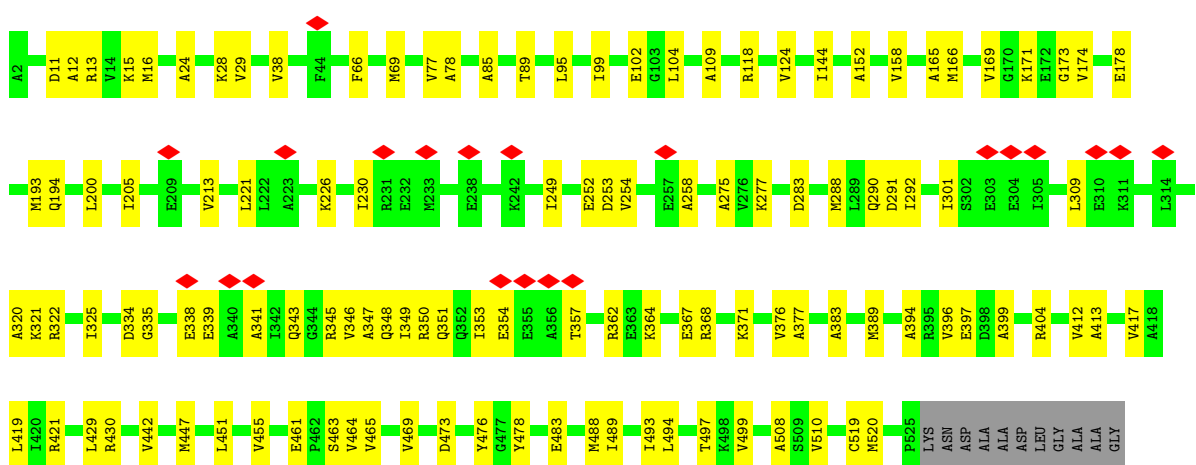 A2 D11 A12 R13 V14 K15 M16 A24 K28 V29 V38 F44 F66 M69 V77 A78 A85 T89 L95 I99 E102 G103 L104 A109 R118 V124 I144 A152 V158 A165 M166 V169 G170 K171 E172 G173 V174 E178
M193 Q194 L200 I205 E209 V213 L221 L222 A223 K226 I230 R231 E232 M233 E238 K242 I249 E252 D253 V254 E257 A258 A275 V276 K277 D283 M288 L289 Q290 D291 I292 I301 S302 E303 E304 I305 L309 E310 K311 L314
A320 K321 R322 I325 D334 G335 E338 E339 A340 A341 I342 Q343 G344 R345 V346 A347 Q348 I349 R350 Q351 Q352 I353 E354 E355 A356 T357 R362 E363 K364 E367 R368 K371 V376 A377 A383 M389 A394 R395 V396 E397 D398 A399 R404 V412 A413 V417 A418
L419 I420 R421 L429 R430 V442 M447 L451 V455 E461 P462 S463 V464 V465 V469 D473 Y476 G477 Y478 E483 M488 I489 I493 L494 T497 K498 V499 A508 S509 V510 C519 M520 P525 LYS ASN ASP ALA ALA ASP LEU GLY ALA ALA GLY